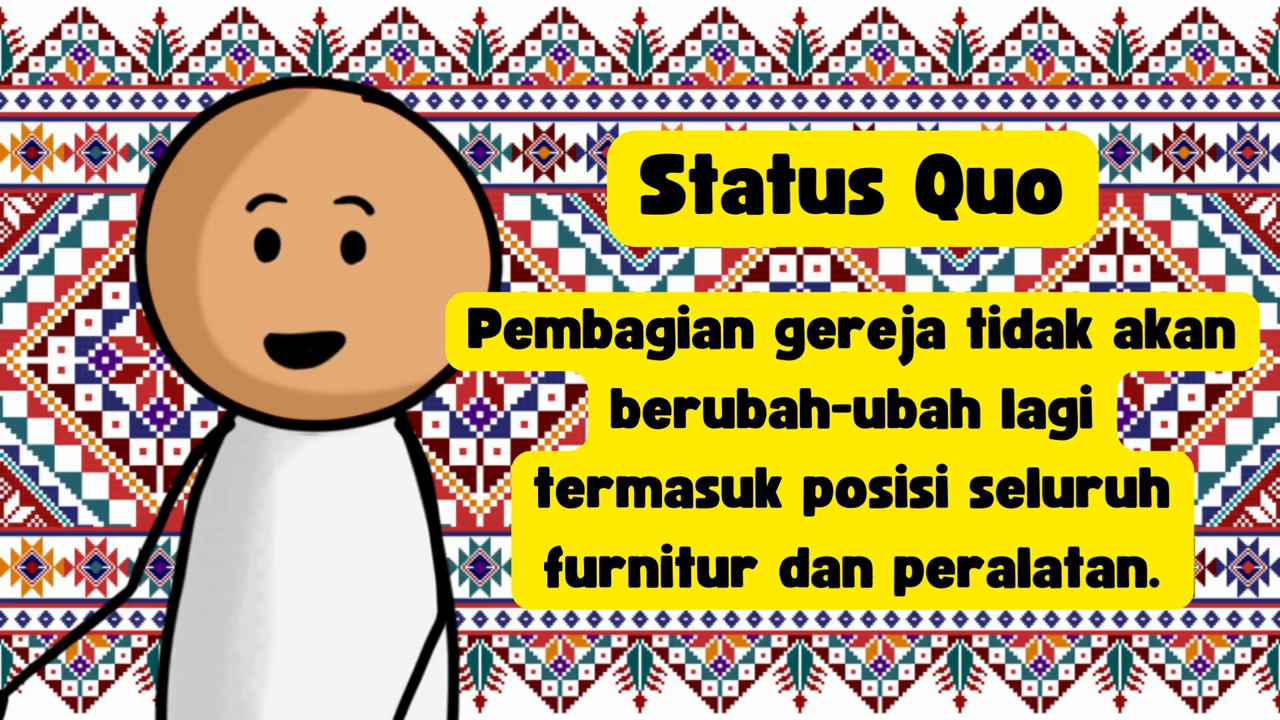 Status Quo
Pembagian gereja tidak akan
berubah-ubah lagi
termasuk posisi seluruh
furnitur dan peralatan.